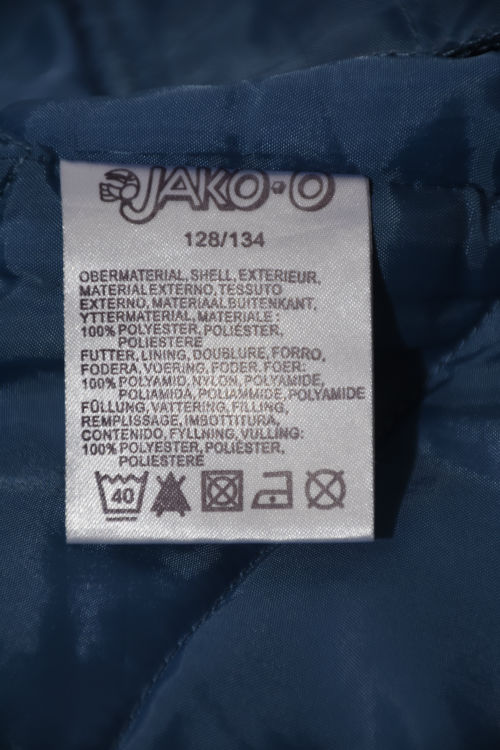 JAKO-O
128/134
OBERMATERIAL, SHELL, EXTERIEUR,
MATERIAL EXTERNO, TESSUTO
EXTERNO, MATERIAAL BUITENKANT,
YTTERMATERIAL, MATERIALE:
100% POLYESTER, POLIÉSTER,
POLIESTERE
FUTTER, LINING, DOUBLURE, FORRO,
FODERA, VOERING, FODER, FOER:
100% POLYAMID, NYLON, POLYAMIDE,
POLIAMIDA, POLIAMMIDE, POLYAMIDE
FÜLLUNG, VATTERING, FILLING,
REMPLISSAGE, IMBOTTITURA,
CONTENIDO, FYLLNING, VULLING:
100% POLYESTER, POLIÉSTER,
POLIESTERE
40